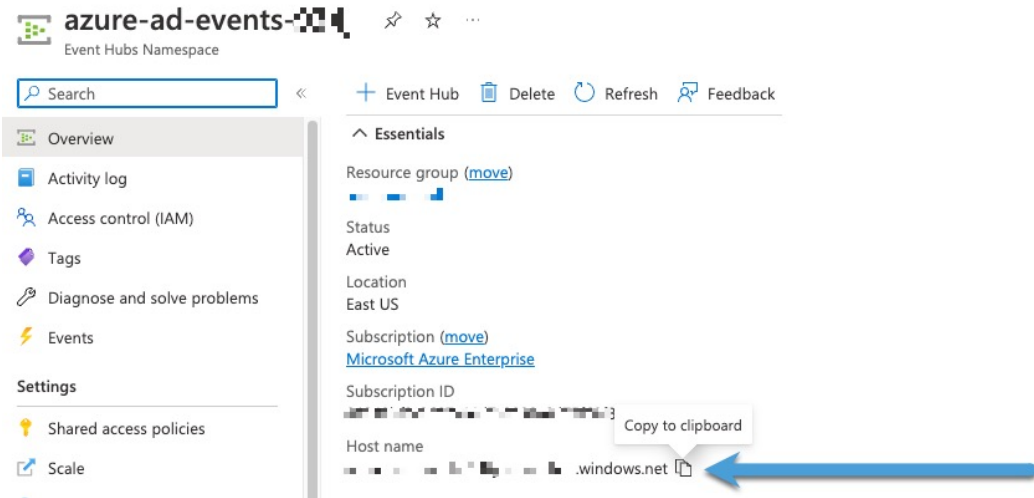 azure-ad-events-
Event Hubs Namespace
Search
«
Event Hub
Delete
Refresh
Feedback
Overview
Activity log
Access control (IAM)
Tags
Diagnose and solve problems
Events
Settings
Shared access policies
Scale
Essentials
Resource group (move)
Status
Active
Location
East US
Subscription (move)
Microsoft Azure Enterprise
Subscription ID
Copy to clipboard
Host name
.windows.net